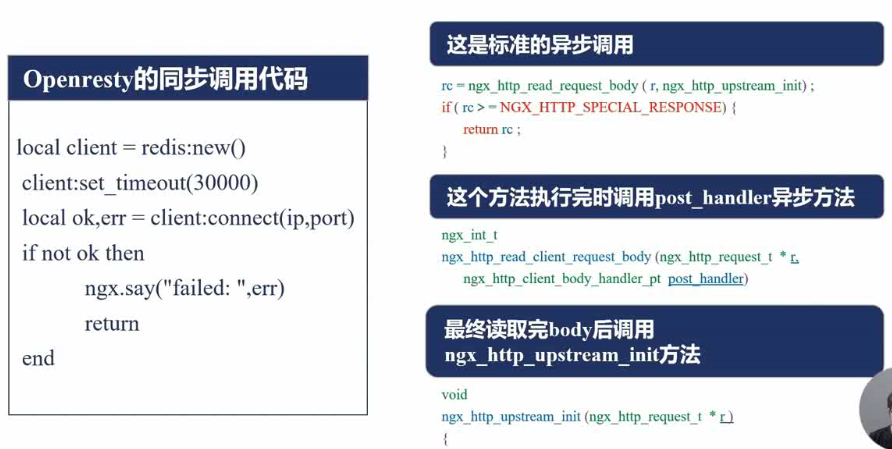 Openresty的同步调用代码
local client = redis:new()
client:set_timeout(30000)
local ok,err = client:connect(ip,port)
if not ok then
ngx.say("failed: ",err)
return
end
这是标准的异步调用
rc = ngx_http_read_request_body ( r, ngx_http_upstream_init) ;
if ( rc > = NGX_HTTP_SPECIAL_RESPONSE) {
return rc ;
}
这个方法执行完时调用post_handler异步方法
ngx_int_t
ngx_http_read_client_request_body (ngx_http_request_t * r,
ngx_http_client_body_handler_pt post_handler)
最终读取完body后调用
ngx_http_upstream_init方法
void
ngx_http_upstream_init (ngx_http_request_t * r )
{